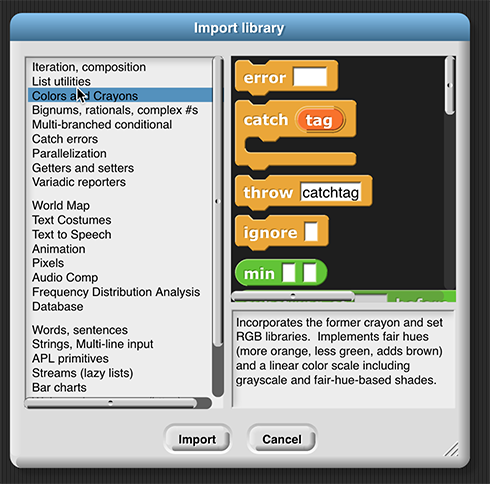 Import library
Iteration, composition
List utilities
Colors and Crayons
Bignums, rationals, complex #s
Multi-branched conditional
Catch errors
Parallelization
Getters and setters
Variadic reporters
World Map
Text Costumes
Text to Speech
Animation
Pixels
Audio Comp
Frequency Distribution Analysis
Database
Words, sentences
Strings, Multi-line input
APL primitives
Streams (lazy lists)
Bar charts
error
catch tag
throw catchtag
ignore
min
Incorporates the former crayon and set
RGB libraries. Implements fair hues
(more orange, less green, adds brown)
and a linear color scale including
grayscale and fair-hue-based shades.
Import
Cancel